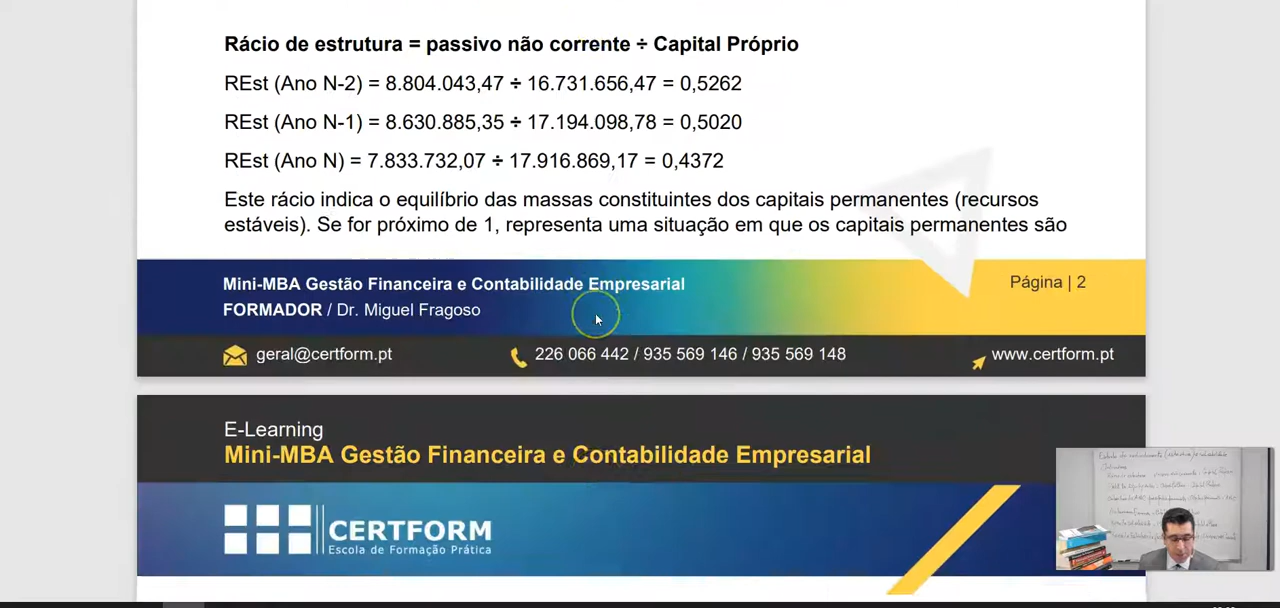 Rácio de estrutura = passivo não corrente ÷ Capital Próprio
REst (Ano N-2) = 8.804.043,47 ÷ 16.731.656,47 = 0,5262
REst (Ano N-1) = 8.630.885,35 ÷ 17.194.098,78 = 0,5020
REst (Ano N) = 7.833.732,07 ÷ 17.916.869,17 = 0,4372
Este rácio indica o equilíbrio das massas constituintes dos capitais permanentes (recursos
estáveis). Se for próximo de 1, representa uma situação em que os capitais permanentes são
Mini-MBA Gestão Financeira e Contabilidade Empresarial
FORMADOR / Dr. Miguel Fragoso
Página | 2
geral@certform.pt
226 066 442 / 935 569 146 / 935 569 148
www.certform.pt
E-Learning
Mini-MBA Gestão Financeira e Contabilidade Empresarial
CERTFORM
Escola de Formação Prática